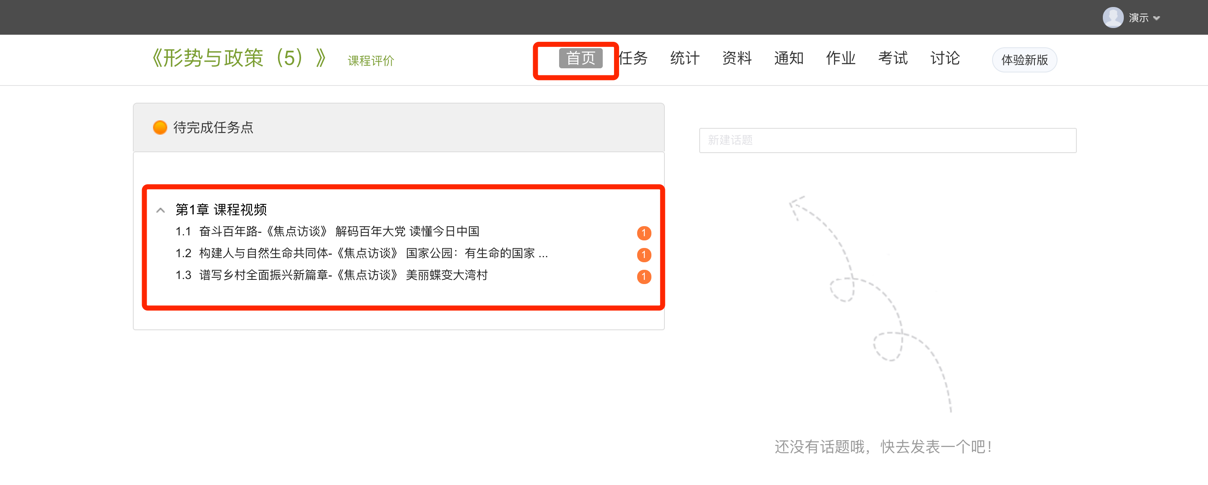 演示
《形势与政策（5）》 课程评价 首页 任务 统计 资料 通知 作业 考试 讨论 体验新版
待完成任务点
新建话题
第1章 课程视频
1.1 奋斗百年路-《焦点访谈》 解码百年大党 读懂今日中国 1
1.2 构建人与自然生命共同体-《焦点访谈》 国家公园：有生命的国家 ... 1
1.3 谱写乡村全面振兴新篇章-《焦点访谈》 美丽蝶变大湾村 1
还没有话题哦，快去发表一个吧！